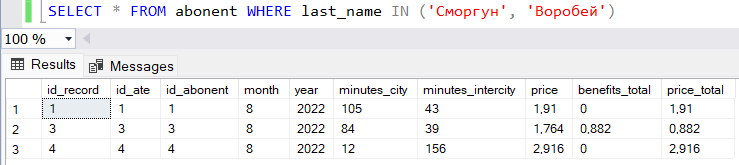 SELECT * FROM abonent WHERE last_name IN ('Сморгун', 'Воробей')
100 %
Results Messages
id_record id_ate id_abonent month year minutes_city minutes_intercity price benefits_total price_total
1 1 1 1 8 2022 105 43 1,91 0 1,91
2 3 3 3 8 2022 84 39 1,764 0,882 0,882
3 4 4 4 8 2022 12 156 2,916 0 2,916